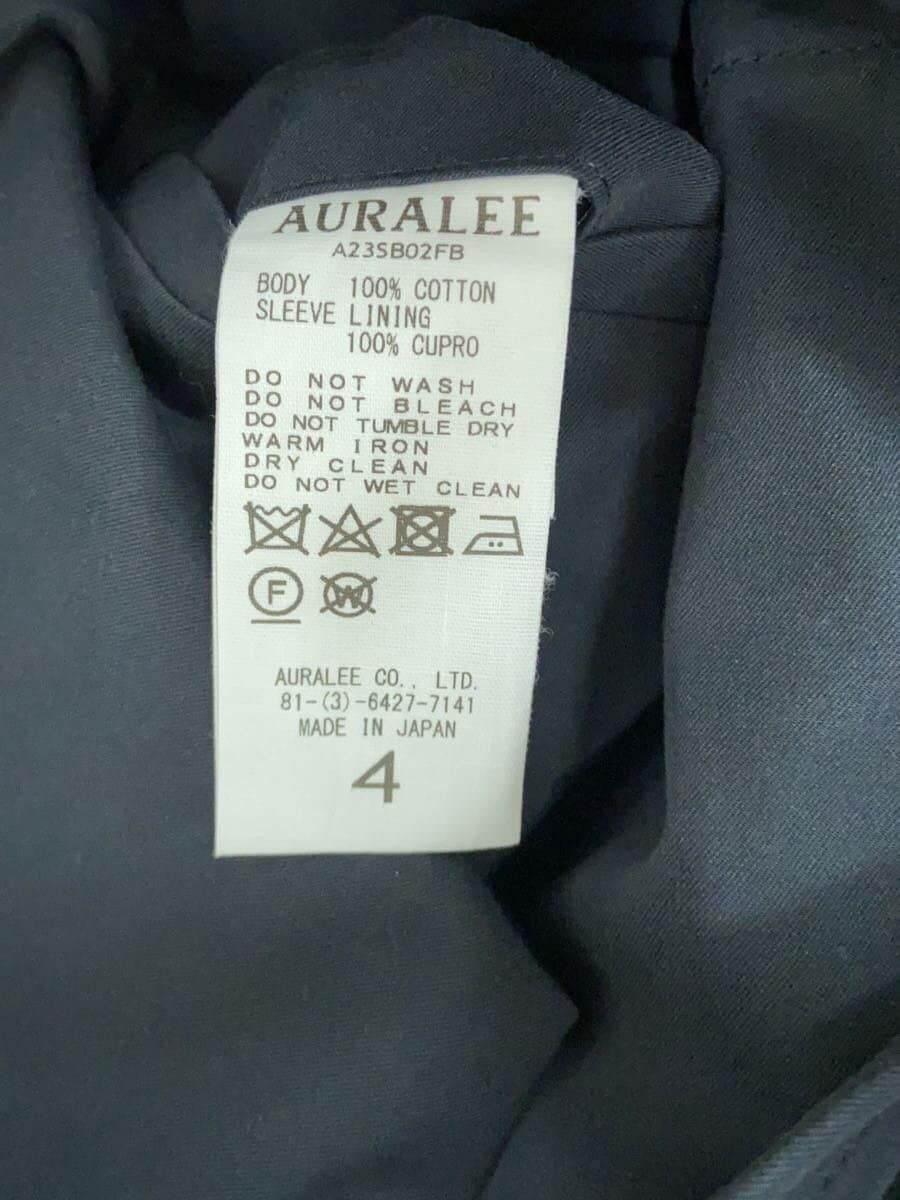 AURALEE
A23SB02FB
BODY 100% COTTON
SLEEVE LINING
100% CUPRO
DO NOT WASH
DO NOT BLEACH
DO NOT TUMBLE DRY
WARM IRON
DRY CLEAN
DO NOT WET CLEAN
F W
AURALEE CO., LTD.
81-(3)-6427-7141
MADE IN JAPAN
4